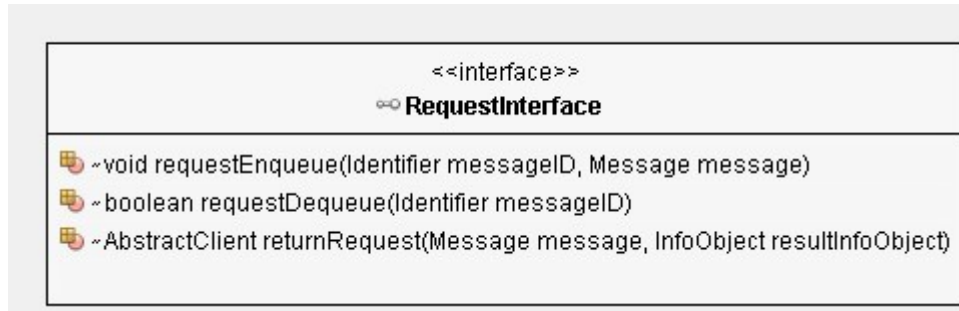 <<interface>>
RequestInterface
~void requestEnqueue(Identifier messageID, Message message)
~boolean requestDequeue(Identifier messageID)
~AbstractClient returnRequest(Message message, InfoObject resultInfoObject)